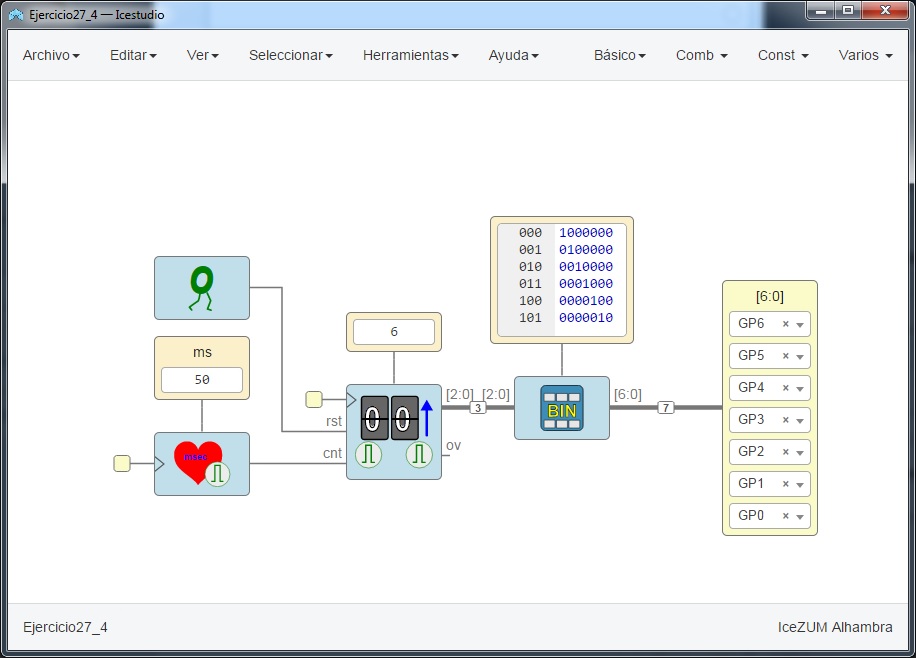 Ejercicio27_4 — Icestudio
Archivo Editar Ver Seleccionar Herramientas Ayuda Básico Comb Const Varios
000 1000000
001 0100000
010 0010000
011 0001000
100 0000100
101 0000010
ms
50
6
msec
rst
cnt
0 0
[2:0] [2:0]
3
ov
BIN
[6:0]
7
[6:0]
GP6 ×
GP5 ×
GP4 ×
GP3 ×
GP2 ×
GP1 ×
GP0 ×
Ejercicio27_4 IceZUM Alhambra